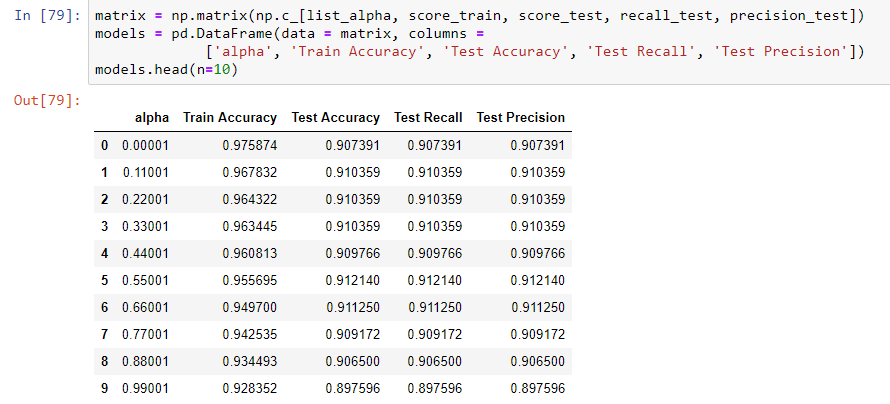 In [79]: matrix = np.matrix(np.c_[list_alpha, score_train, score_test, recall_test, precision_test])
models = pd.DataFrame(data = matrix, columns =
['alpha', 'Train Accuracy', 'Test Accuracy', 'Test Recall', 'Test Precision'])
models.head(n=10)
Out[79]:
alpha Train Accuracy Test Accuracy Test Recall Test Precision
0 0.00001 0.975874 0.907391 0.907391 0.907391
1 0.11001 0.967832 0.910359 0.910359 0.910359
2 0.22001 0.964322 0.910359 0.910359 0.910359
3 0.33001 0.963445 0.910359 0.910359 0.910359
4 0.44001 0.960813 0.909766 0.909766 0.909766
5 0.55001 0.955695 0.912140 0.912140 0.912140
6 0.66001 0.949700 0.911250 0.911250 0.911250
7 0.77001 0.942535 0.909172 0.909172 0.909172
8 0.88001 0.934493 0.906500 0.906500 0.906500
9 0.99001 0.928352 0.897596 0.897596 0.897596